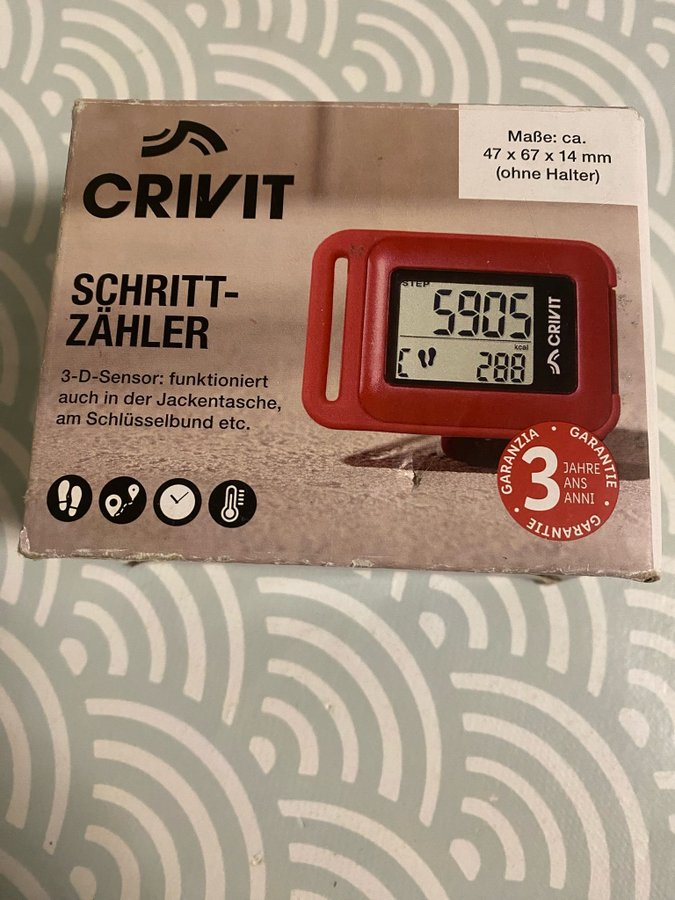 CRIVIT
Maße: ca.
47 x 67 x 14 mm
(ohne Halter)
SCHRITT-
ZÄHLER
3-D-Sensor: funktioniert
auch in der Jackentasche,
am Schlüsselbund etc.
STEP
5905
kcal
C 288
CRIVIT
GARANZIA • GARANTIE • GARANTIE •
3 JAHRE
ANS
ANNI